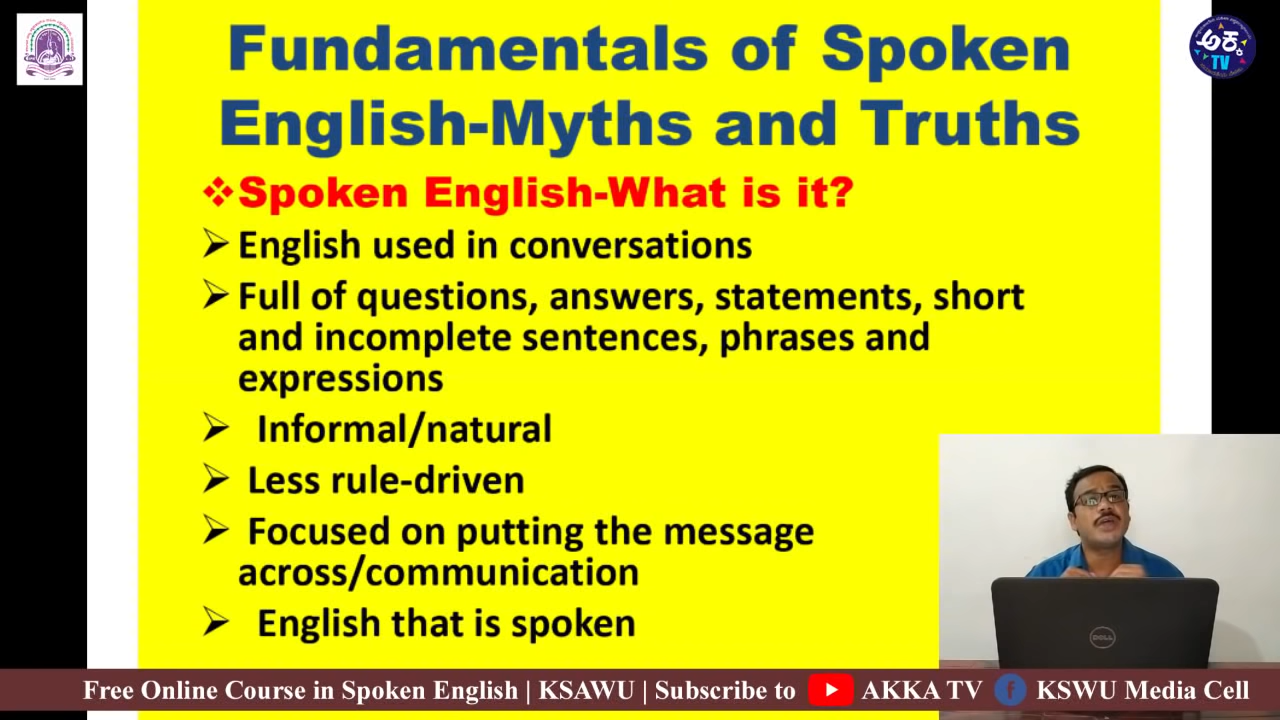 Fundamentals of Spoken
English-Myths and Truths
❖Spoken English-What is it?
➢English used in conversations
➢Full of questions, answers, statements, short
and incomplete sentences, phrases and
expressions
➢ Informal/natural
➢ Less rule-driven
➢ Focused on putting the message
across/communication
➢ English that is spoken
ಅಕ್ಕ
TV
DELL
Free Online Course in Spoken English | KSAWU | Subscribe to AKKA TV KSWU Media Cell